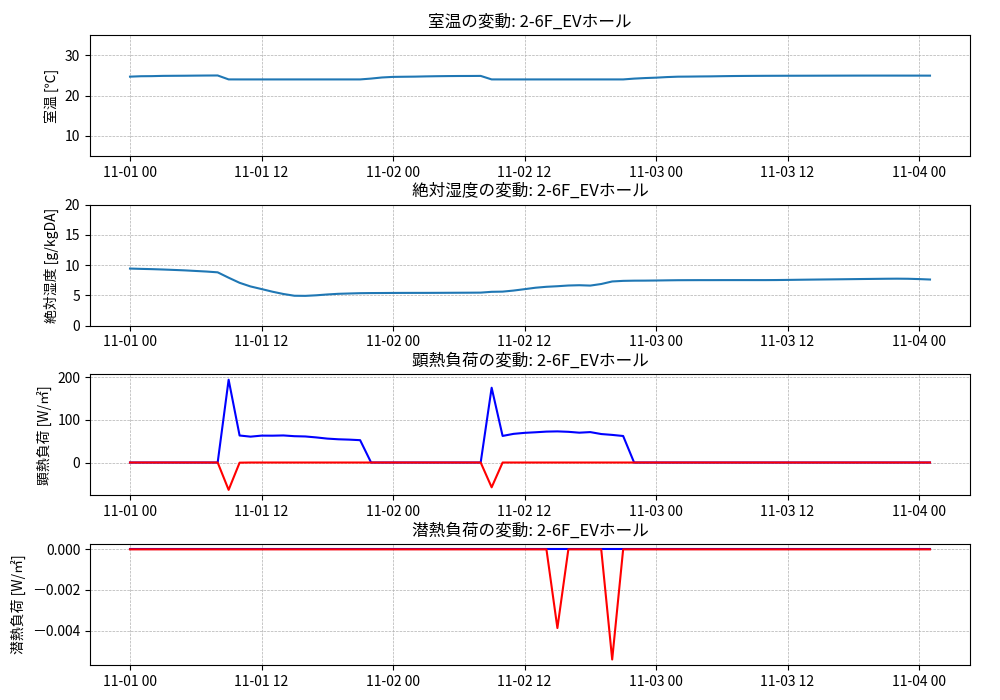 室温の変動: 2-6F_EVホール
室温 [℃]
30
20
10
11-01 00 11-01 12 11-02 00 11-02 12 11-03 00 11-03 12 11-04 00
絶対湿度の変動: 2-6F_EVホール
絶対湿度 [g/kgDA]
20
15
10
5
0
11-01 00 11-01 12 11-02 00 11-02 12 11-03 00 11-03 12 11-04 00
顕熱負荷の変動: 2-6F_EVホール
顕熱負荷 [W/㎡]
200
100
0
11-01 00 11-01 12 11-02 00 11-02 12 11-03 00 11-03 12 11-04 00
潜熱負荷の変動: 2-6F_EVホール
潜熱負荷 [W/㎡]
0.000
−0.002
−0.004
11-01 00 11-01 12 11-02 00 11-02 12 11-03 00 11-03 12 11-04 00